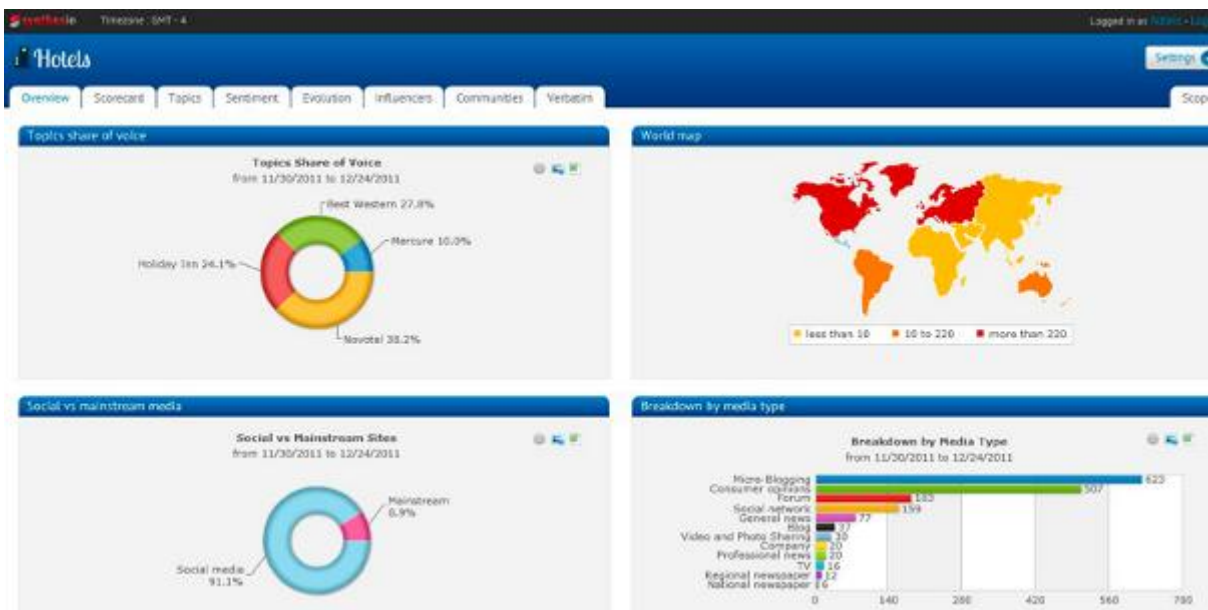 synthesio Timezone : GMT - 4
Logged in as
Hotels
Settings
Overview Scorecard Topics Sentiment Evolution Influencers Communities Verbatim
Topics share of voice
Topics Share of Voice
from 11/30/2011 to 12/24/2011
Best Western 27.8%
Mercure 10.0%
Holiday Inn 24.1%
Novotel 38.2%
World map
less than 10 10 to 220 more than 220
Social vs mainstream media
Social vs Mainstream Sites
from 11/30/2011 to 12/24/2011
Mainstream
8.9%
Social media
91.1%
Breakdown by media type
Breakdown by Media Type
from 11/30/2011 to 12/24/2011
Micro-Blogging 623
Consumer opinions 507
Forum 183
Social network 159
General news 77
Blog 37
Video and Photo Sharing 30
Company 20
Professional news 20
TV 16
Regional newspaper 12
National newspaper 6
0 140 280 420 560 700